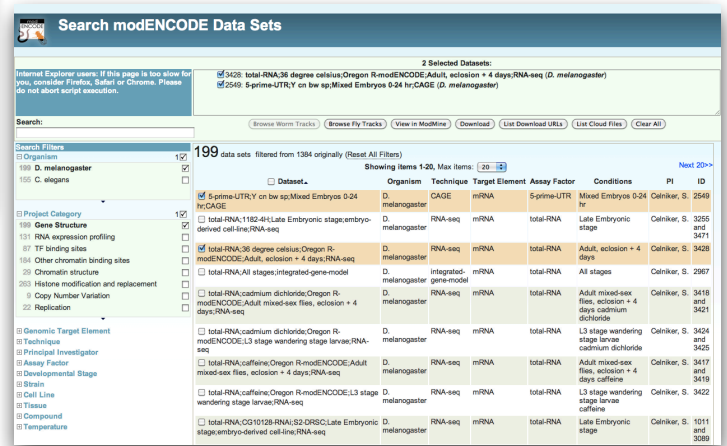 mod
ENCODE
Search modENCODE Data Sets
2 Selected Datasets:
Internet Explorer users: If this page is too slow for
you, consider Firefox, Safari or Chrome. Please
do not abort script execution.
3428: total-RNA;36 degree celsius;Oregon R-modENCODE;Adult, eclosion + 4 days;RNA-seq (D. melanogaster)
2549: 5-prime-UTR;Y cn bw sp;Mixed Embryos 0-24 hr;CAGE (D. melanogaster)
Search:
Browse Worm Tracks Browse Fly Tracks View in ModMine Download List Download URLs List Cloud Files Clear All
Search Filters
Organism 1
199 D. melanogaster
155 C. elegans
Project Category 1
199 Gene Structure
131 RNA expression profiling
87 TF binding sites
184 Other chromatin binding sites
29 Chromatin structure
263 Histone modification and replacement
9 Copy Number Variation
22 Replication
Genomic Target Element
Technique
Principal Investigator
Assay Factor
Developmental Stage
Strain
Cell Line
Tissue
Compound
Temperature
199 data sets filtered from 1384 originally (Reset All
Filters)
Showing items 1-20, Max items: 20 Next 20>>
Dataset Organism Technique Target Element Assay Factor Conditions PI ID
5-prime-UTR;Y cn bw sp;Mixed Embryos 0-24 D. CAGE mRNA 5-prime-UTR Mixed Embryos 0-24 Celniker, S. 2549
hr;CAGE melanogaster hr
total-RNA;1182-4H;Late Embryonic stage;embryo- D. RNA-seq mRNA total-RNA Late Embryonic Celniker, S. 3255
derived cell-line;RNA-seq melanogaster stage and
3471
total-RNA;36 degree celsius;Oregon R- D. RNA-seq mRNA total-RNA Adult, eclosion + 4 Celniker, S. 3428
modENCODE;Adult, eclosion + 4 days;RNA-seq melanogaster days
total-RNA;All stages;integrated-gene-model D. integrated- mRNA total-RNA All stages Celniker, S. 2967
melanogaster gene-model
total-RNA;cadmium dichloride;Oregon R- D. RNA-seq mRNA total-RNA Adult mixed-sex Celniker, S. 3418
modENCODE;Adult mixed-sex flies, eclosion + 4 melanogaster flies, eclosion + 4 and
days;RNA-seq days cadmium 3421
dichloride
total-RNA;cadmium dichloride;Oregon R- D. RNA-seq mRNA total-RNA L3 stage wandering Celniker, S. 3424
modENCODE;L3 stage wandering stage larvae;RNA- melanogaster stage larvae and
seq cadmium dichloride 3425
total-RNA;caffeine;Oregon R-modENCODE;Adult D. RNA-seq mRNA total-RNA Adult mixed-sex Celniker, S. 3417
mixed-sex flies, eclosion + 4 days;RNA-seq melanogaster flies, eclosion + 4 and
days caffeine 3419
total-RNA;caffeine;Oregon R-modENCODE;L3 stage D. RNA-seq mRNA total-RNA L3 stage wandering Celniker, S. 3422
wandering stage larvae;RNA-seq melanogaster stage larvae
caffeine
total-RNA;CG10128-RNAi;S2-DRSC;Late Embryonic D. RNA-seq mRNA total-RNA Late Embryonic Celniker, S. 1011
stage;embryo-derived cell-line;RNA-seq melanogaster stage and
3089